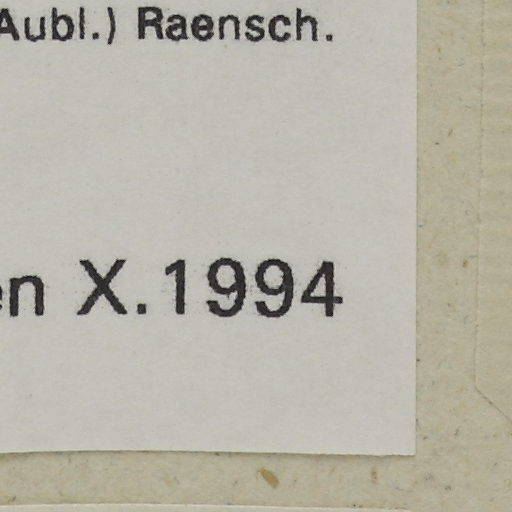 Aubl.) Raensch.
en X.1994